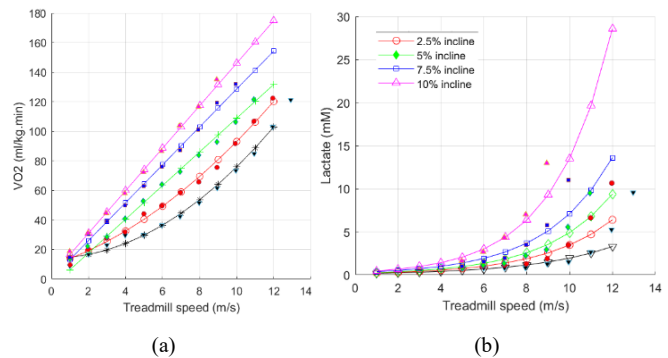 (a)
180
160
140
120
100
80
60
40
20
0
VO2 (ml/kg.min)
0 2 4 6 8 10 12 14
Treadmill speed (m/s)
(a)
(b)
30
25
20
15
10
5
0
Lactate (mM)
2.5% incline
5% incline
7.5% incline
10% incline
0 2 4 6 8 10 12 14
Treadmill speed (m/s)
(b)